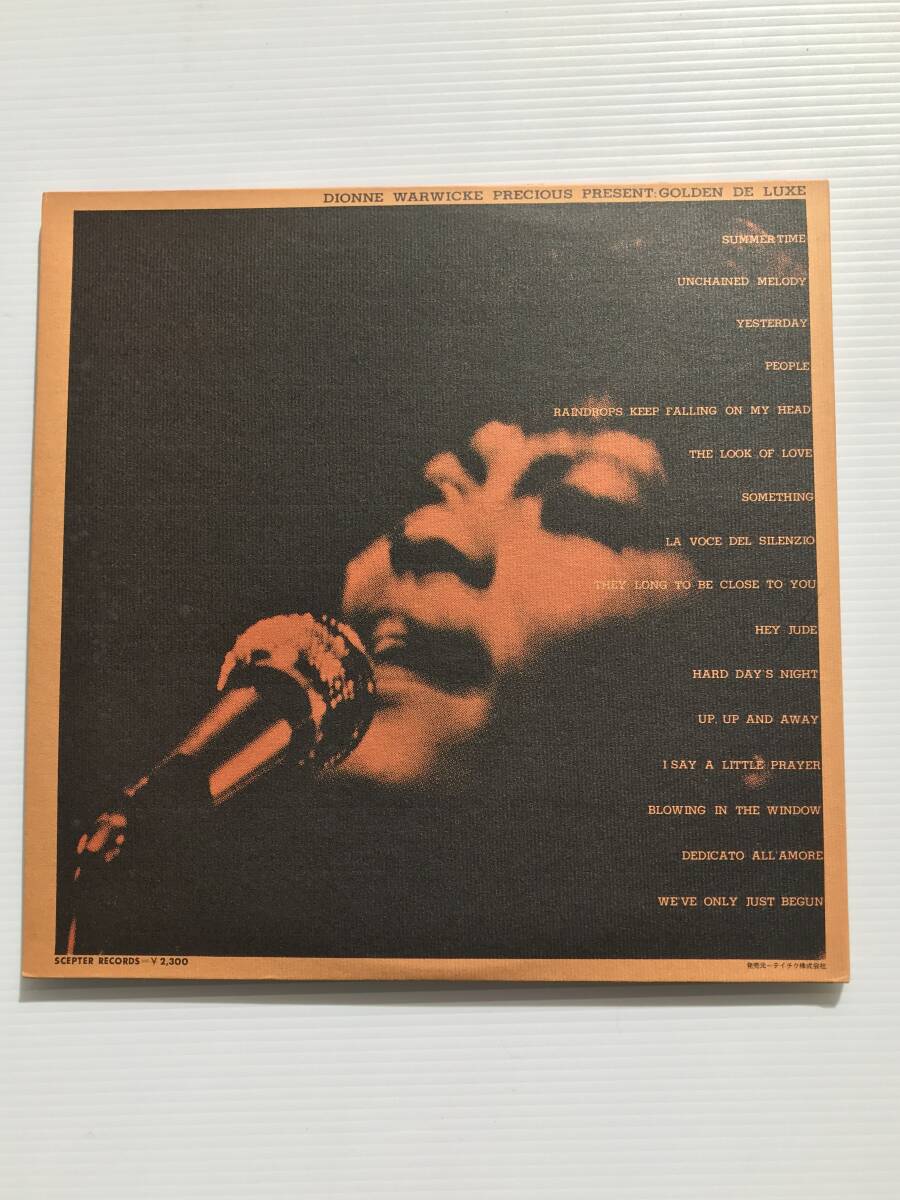 DIONNE WARWICKE PRECIOUS PRESENT:GOLDEN DE LUXE
SUMMERTIME
UNCHAINED MELODY
YESTERDAY
PEOPLE
RAINDROPS KEEP FALLING ON MY HEAD
THE LOOK OF LOVE
SOMETHING
LA VOCE DEL SILENZIO
THEY LONG TO BE CLOSE TO YOU
HEY JUDE
HARD DAY'S NIGHT
UP, UP AND AWAY
I SAY A LITTLE PRAYER
BLOWING IN THE WINDOW
DEDICATO ALL'AMORE
WE'VE ONLY JUST BEGUN
SCEPTER RECORDS—¥ 2,300
発売元—テイチク株式会社